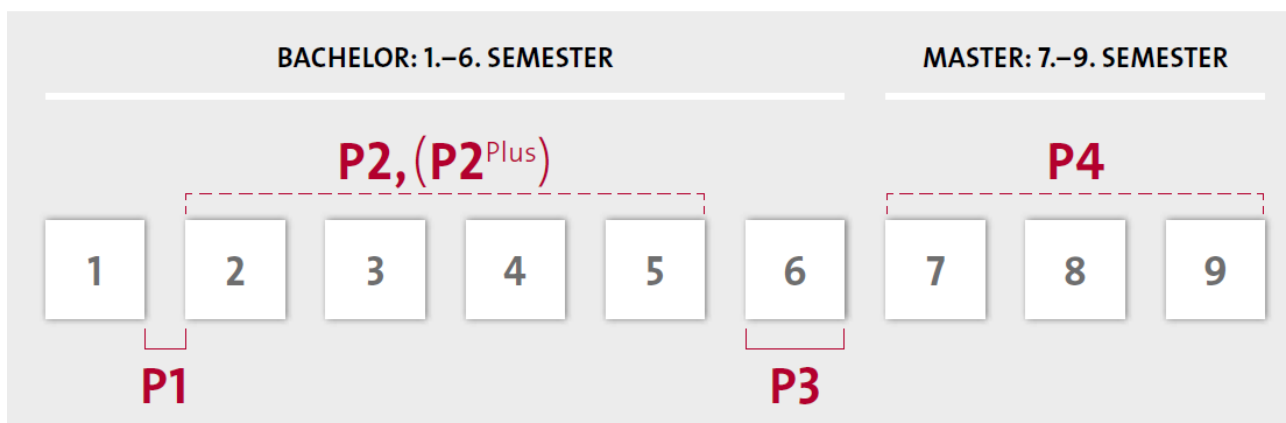 BACHELOR: 1.–6. SEMESTER MASTER: 7.–9. SEMESTER
P2, (P2Plus) P4
1 2 3 4 5 6 7 8 9
P1 P3